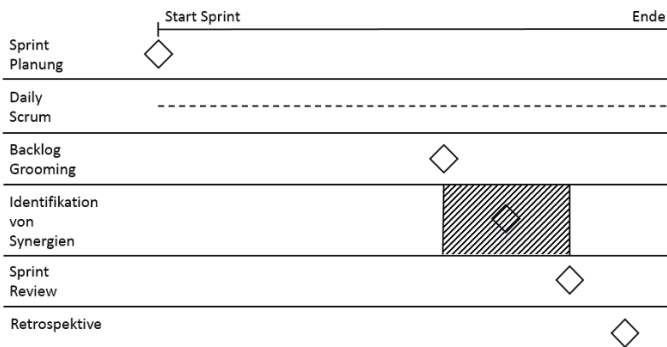 Start Sprint
Ende
Sprint
Planung
Daily
Scrum
Backlog
Grooming
Identifikation
von
Synergien
Sprint
Review
Retrospektive